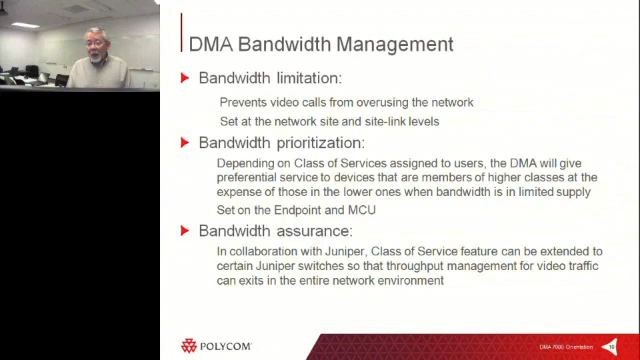 DMA Bandwidth Management
Bandwidth limitation:
Prevents video calls from overusing the network
Set at the network site and site-link levels
Bandwidth prioritization:
Depending on Class of Services assigned to users, the DMA will give
preferential service to devices that are members of higher classes at the
expense of those in the lower ones when bandwidth is in limited supply
Set on the Endpoint and MCU
Bandwidth assurance:
In collaboration with Juniper, Class of Service feature can be extended to
certain Juniper switches so that throughput management for video traffic
can exits in the entire network environment
POLYCOM
DMA 7000 Orientation
10